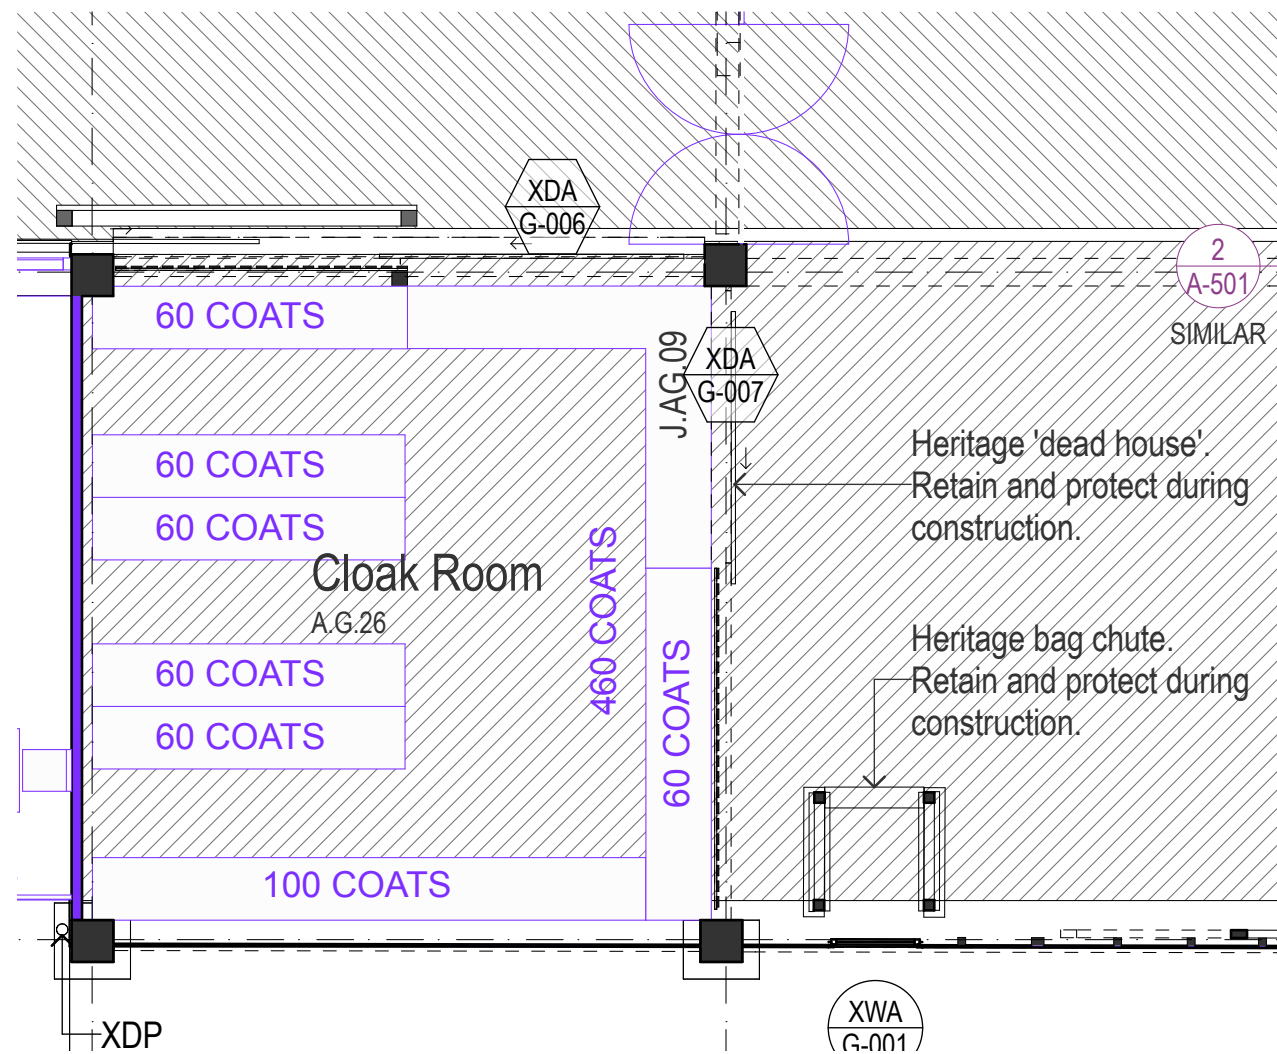 XDA
G-006
2
A-501
SIMILAR
60 COATS
J.AG.09
XDA
G-007
60 COATS
60 COATS
Heritage 'dead house'.
Retain and protect during
construction.
Cloak Room
A.G.26
460 COATS
60 COATS
60 COATS
60 COATS
Heritage bag chute.
Retain and protect during
construction.
100 COATS
XDP
XWA
G-001